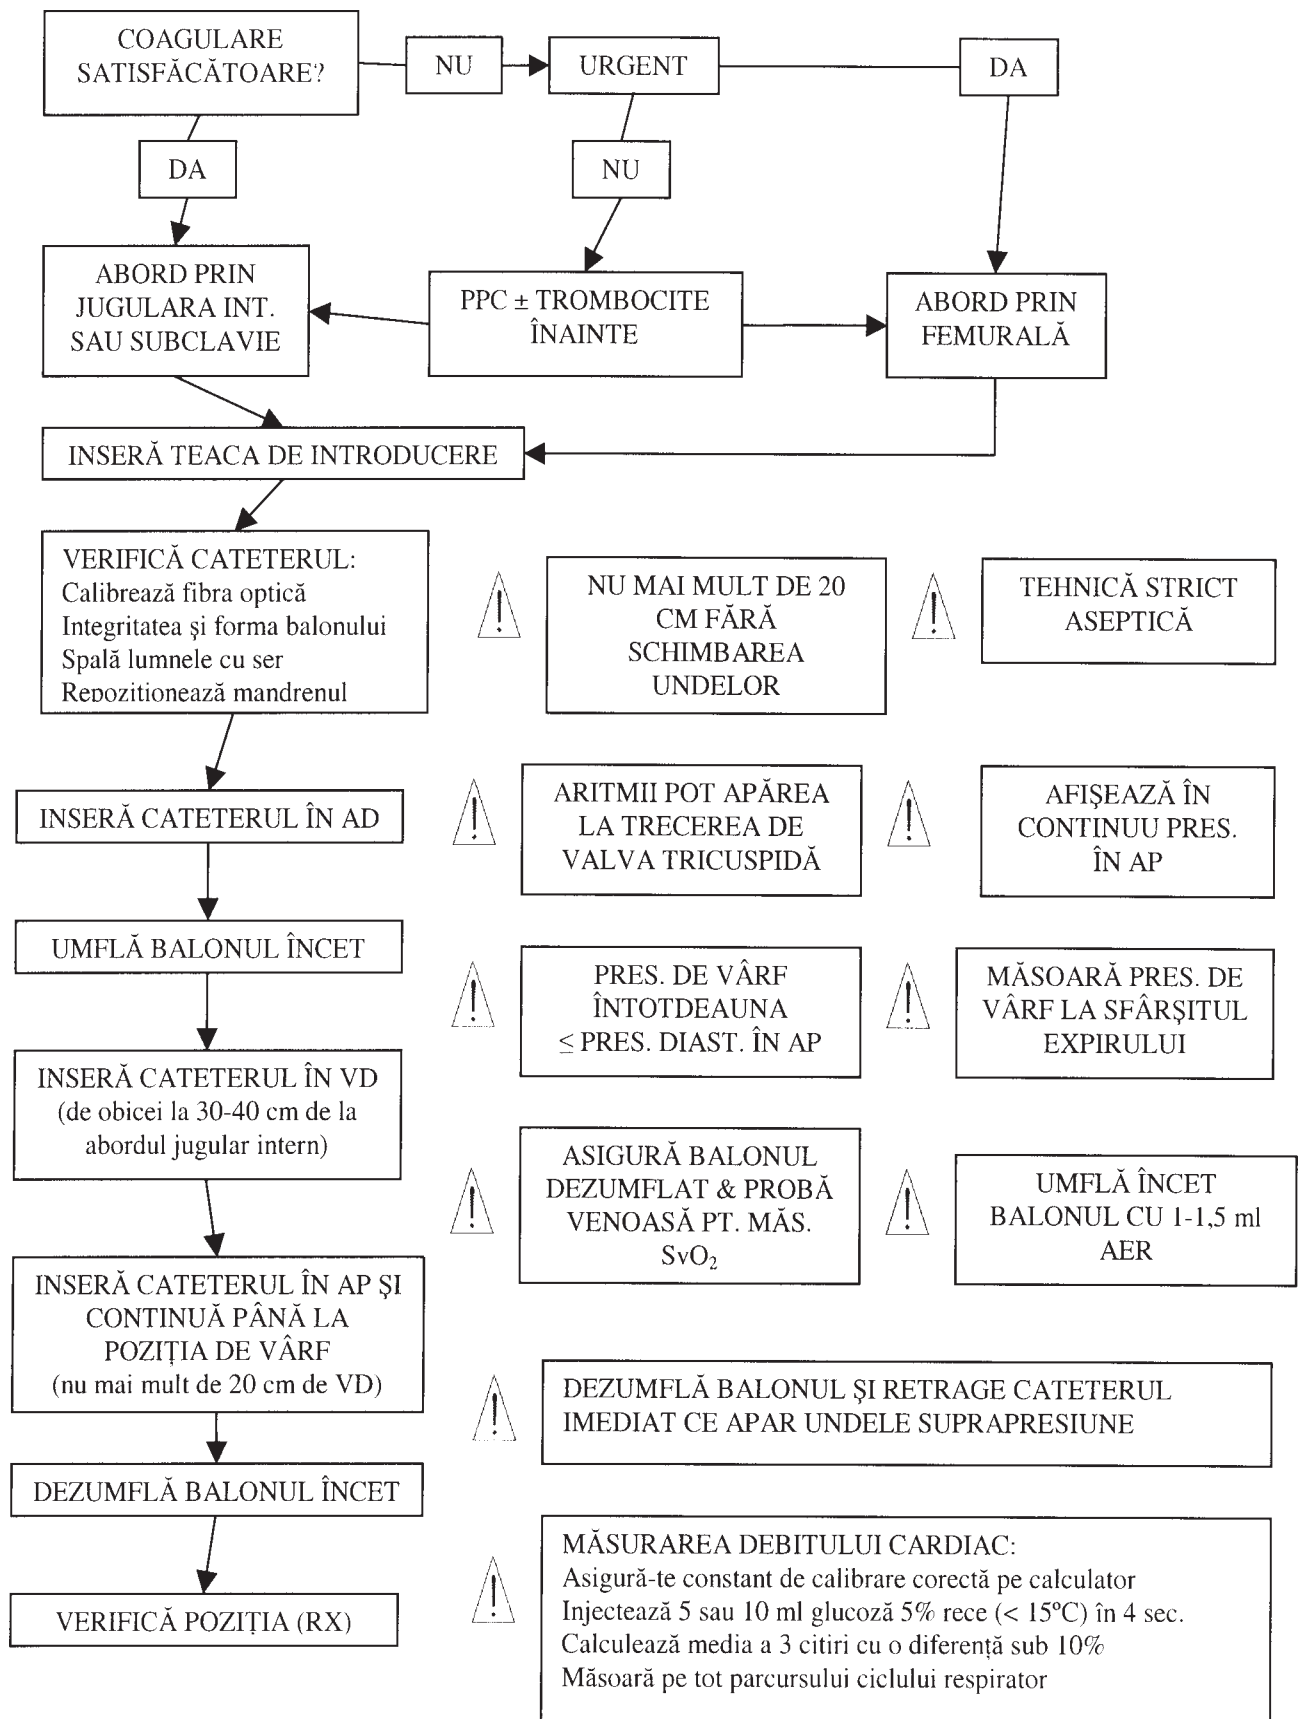 COAGULARE
SATISFĂCĂTOARE?
NU
URGENT
DA
DA
NU
ABORD PRIN
JUGULARA INT.
SAU SUBCLAVIE
PPC ± TROMBOCITE
ÎNAINTE
ABORD PRIN
FEMURALĂ
INSERĂ TEACA DE INTRODUCERE
VERIFICĂ CATETERUL:
Calibrează fibra optică
Integritatea şi forma balonului
Spală lumnele cu ser
Repoziţionează mandrenul
NU MAI MULT DE 20
CM FĂRĂ
SCHIMBAREA
UNDELOR
TEHNICĂ STRICT
ASEPTICĂ
INSERĂ CATETERUL ÎN AD
ARITMII POT APĂREA
LA TRECEREA DE
VALVA TRICUSPIDĂ
AFIŞEAZĂ ÎN
CONTINUU PRES.
ÎN AP
UMFLĂ BALONUL ÎNCET
PRES. DE VÂRF
ÎNTOTDEAUNA
≤ PRES. DIAST. ÎN AP
MĂSOARĂ PRES. DE
VÂRF LA SFÂRŞITUL
EXPIRULUI
INSERĂ CATETERUL ÎN VD
(de obicei la 30-40 cm de la
abordul jugular intern)
ASIGURĂ BALONUL
DEZUMFLAT & PROBĂ
VENOASĂ PT. MĂS.
SvO₂
UMFLĂ ÎNCET
BALONUL CU 1-1,5 ml
AER
INSERĂ CATETERUL ÎN AP ŞI
CONTINUĂ PÂNĂ LA
POZIŢIA DE VÂRF
(nu mai mult de 20 cm de VD)
DEZUMFLĂ BALONUL ŞI RETRAGE CATETERUL
IMEDIAT CE APAR UNDELE SUPRAPRESIUNE
DEZUMFLĂ BALONUL ÎNCET
MĂSURAREA DEBITULUI CARDIAC:
Asigură-te constant de calibrare corectă pe calculator
Injectează 5 sau 10 ml glucoză 5% rece (< 15ºC) în 4 sec.
Calculează media a 3 citiri cu o diferenţă sub 10%
Măsoară pe tot parcursului ciclului respirator
VERIFICĂ POZIŢIA (RX)